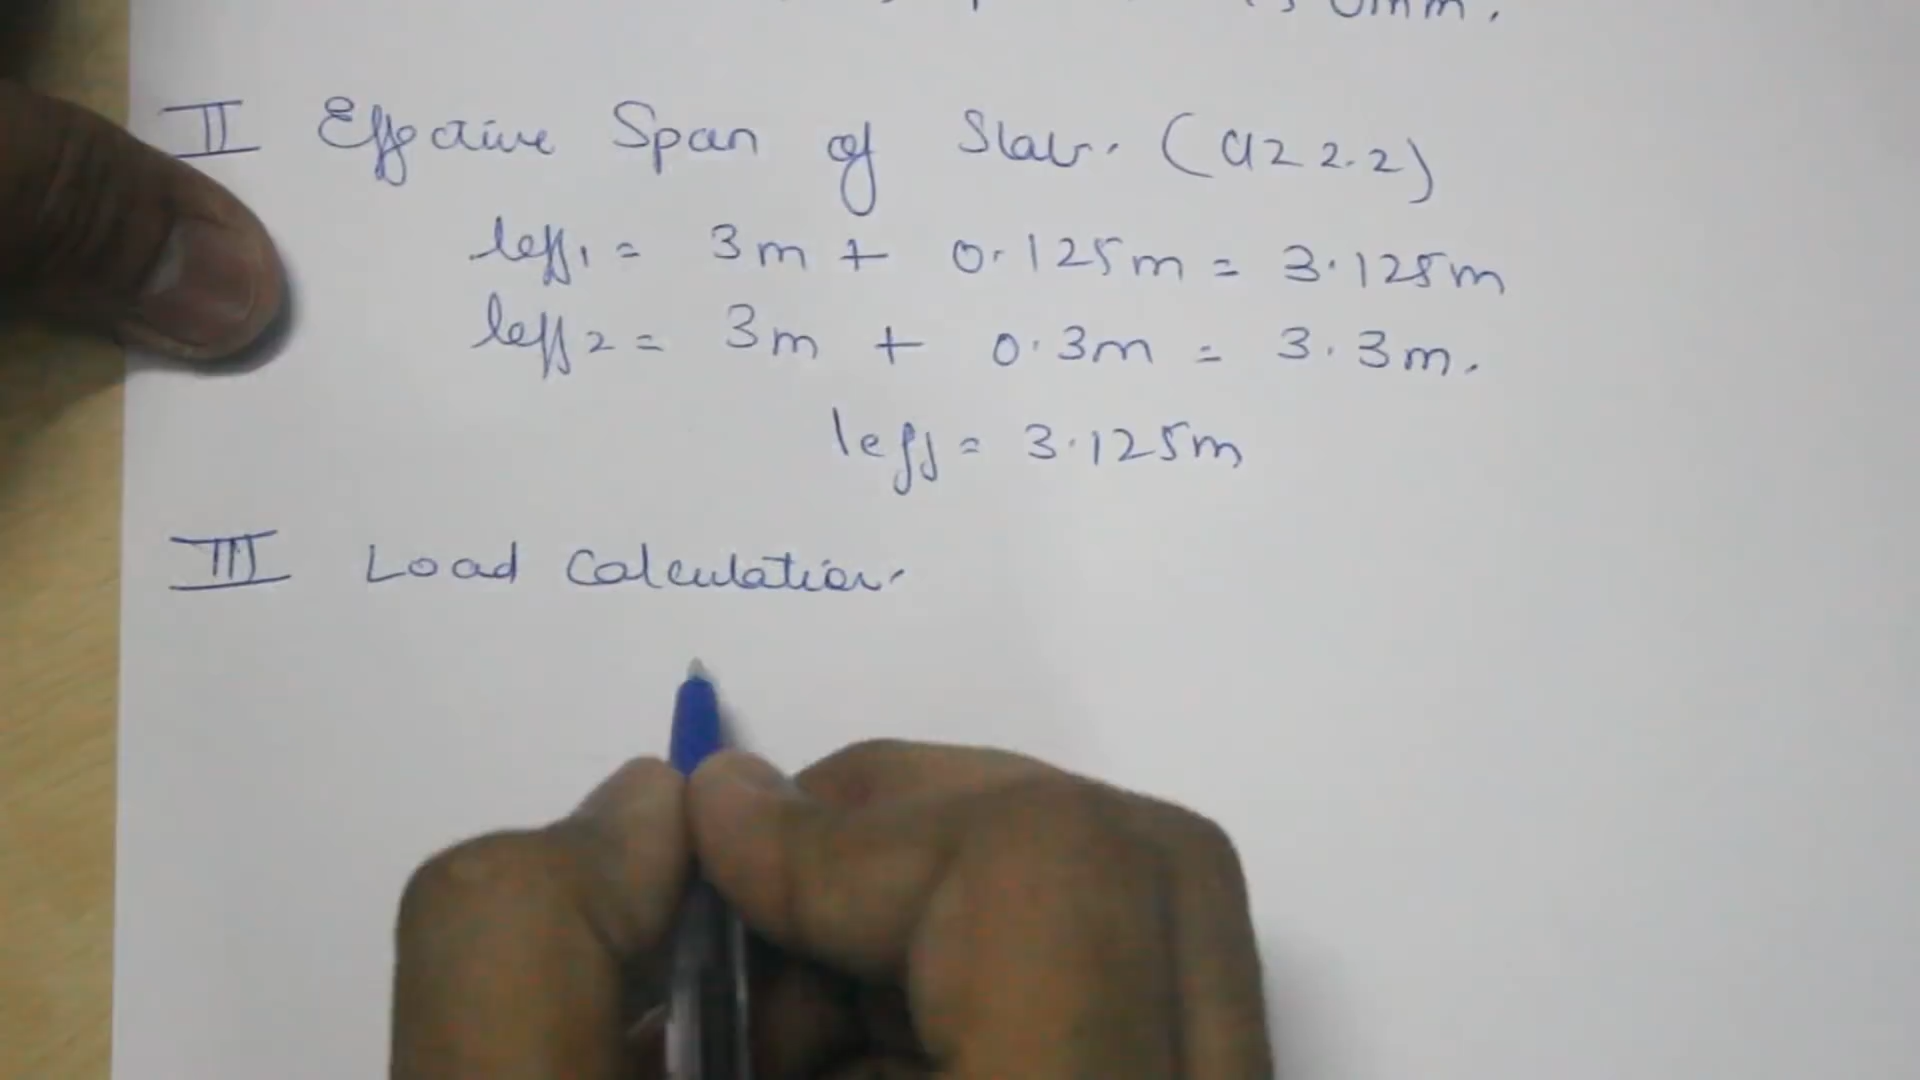 0mm.
II Effective Span of Slab. (Cl 22.2)
leff1 = 3m + 0.125m = 3.125m
leff2 = 3m + 0.3m = 3.3m.
leff = 3.125m
III Load Calculation.